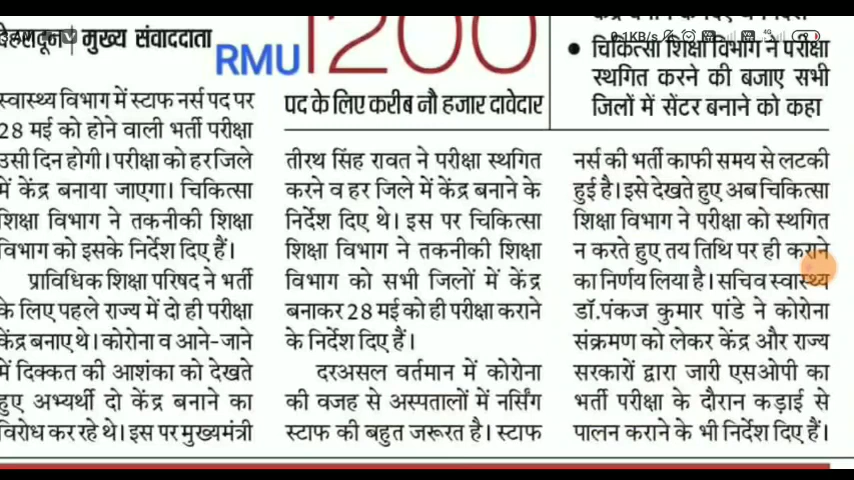 देहरादून। मुख्य संवाददाता
RMU
1200
पद के लिए करीब नौ हजार दावेदार
• चिकित्सा शिक्षा विभाग ने परीक्षा
स्थगित करने की बजाए सभी
जिलों में सेंटर बनाने को कहा
0.1KB/s
स्वास्थ्य विभाग में स्टाफ नर्स पद पर
28 मई को होने वाली भर्ती परीक्षा
उसी दिन होगी। परीक्षा को हर जिले
में केंद्र बनाया जाएगा। चिकित्सा
शिक्षा विभाग ने तकनीकी शिक्षा
विभाग को इसके निर्देश दिए हैं।
प्राविधिक शिक्षा परिषद ने भर्ती
के लिए पहले राज्य में दो ही परीक्षा
केंद्र बनाए थे। कोरोना व आने-जाने
में दिक्कत की आशंका को देखते
हुए अभ्यर्थी दो केंद्र बनाने का
विरोध कर रहे थे। इस पर मुख्यमंत्री
तीरथ सिंह रावत ने परीक्षा स्थगित
करने व हर जिले में केंद्र बनाने के
निर्देश दिए थे। इस पर चिकित्सा
शिक्षा विभाग ने तकनीकी शिक्षा
विभाग को सभी जिलों में केंद्र
बनाकर 28 मई को ही परीक्षा कराने
के निर्देश दिए हैं।
दरअसल वर्तमान में कोरोना
की वजह से अस्पतालों में नर्सिंग
स्टाफ की बहुत जरूरत है। स्टाफ
नर्स की भर्ती काफी समय से लटकी
हुई है। इसे देखते हुए अब चिकित्सा
शिक्षा विभाग ने परीक्षा को स्थगित
न करते हुए तय तिथि पर ही कराने
का निर्णय लिया है। सचिव स्वास्थ्य
डॉ.पंकज कुमार पांडे ने कोरोना
संक्रमण को लेकर केंद्र और राज्य
सरकारों द्वारा जारी एसओपी का
भर्ती परीक्षा के दौरान कड़ाई से
पालन कराने के भी निर्देश दिए हैं।